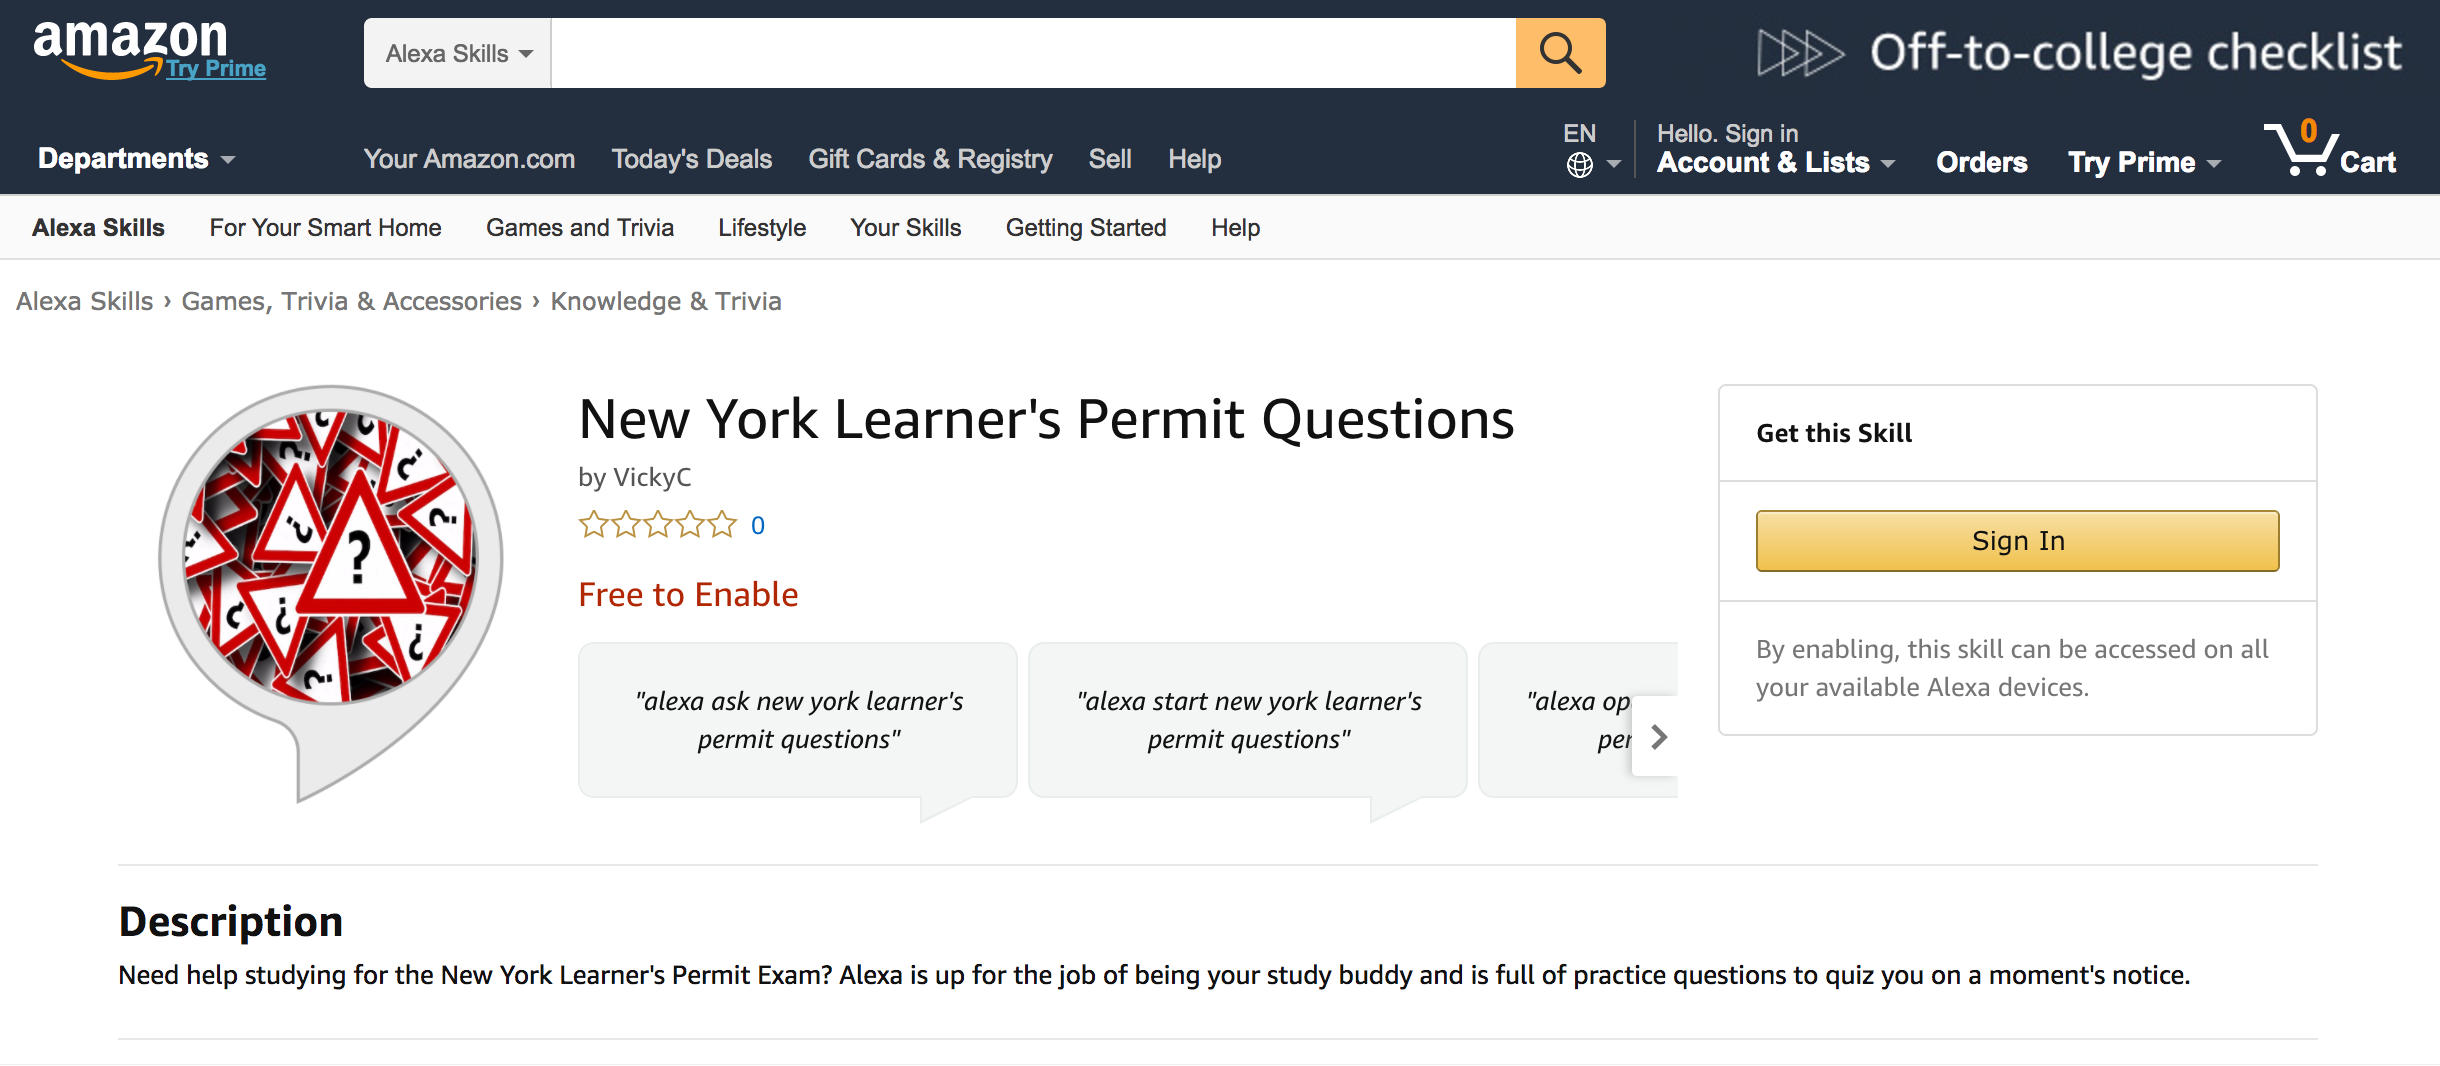 amazon
Try Prime
Alexa Skills
Off-to-college checklist
Departments
Your Amazon.com
Today's Deals
Gift Cards & Registry
Sell
Help
EN
Hello. Sign in
Account & Lists
Orders
Try Prime
0
Cart
Alexa Skills
For Your Smart Home
Games and Trivia
Lifestyle
Your Skills
Getting Started
Help
Alexa Skills › Games, Trivia & Accessories › Knowledge & Trivia
?
New York Learner's Permit Questions
by VickyC
0
Free to Enable
"alexa ask new york learner's
permit questions"
"alexa start new york learner's
permit questions"
"alexa
Get this Skill
Sign In
By enabling, this skill can be accessed on all
your available Alexa devices.
Description
Need help studying for the New York Learner's Permit Exam? Alexa is up for the job of being your study buddy and is full of practice questions to quiz you on a moment's notice.